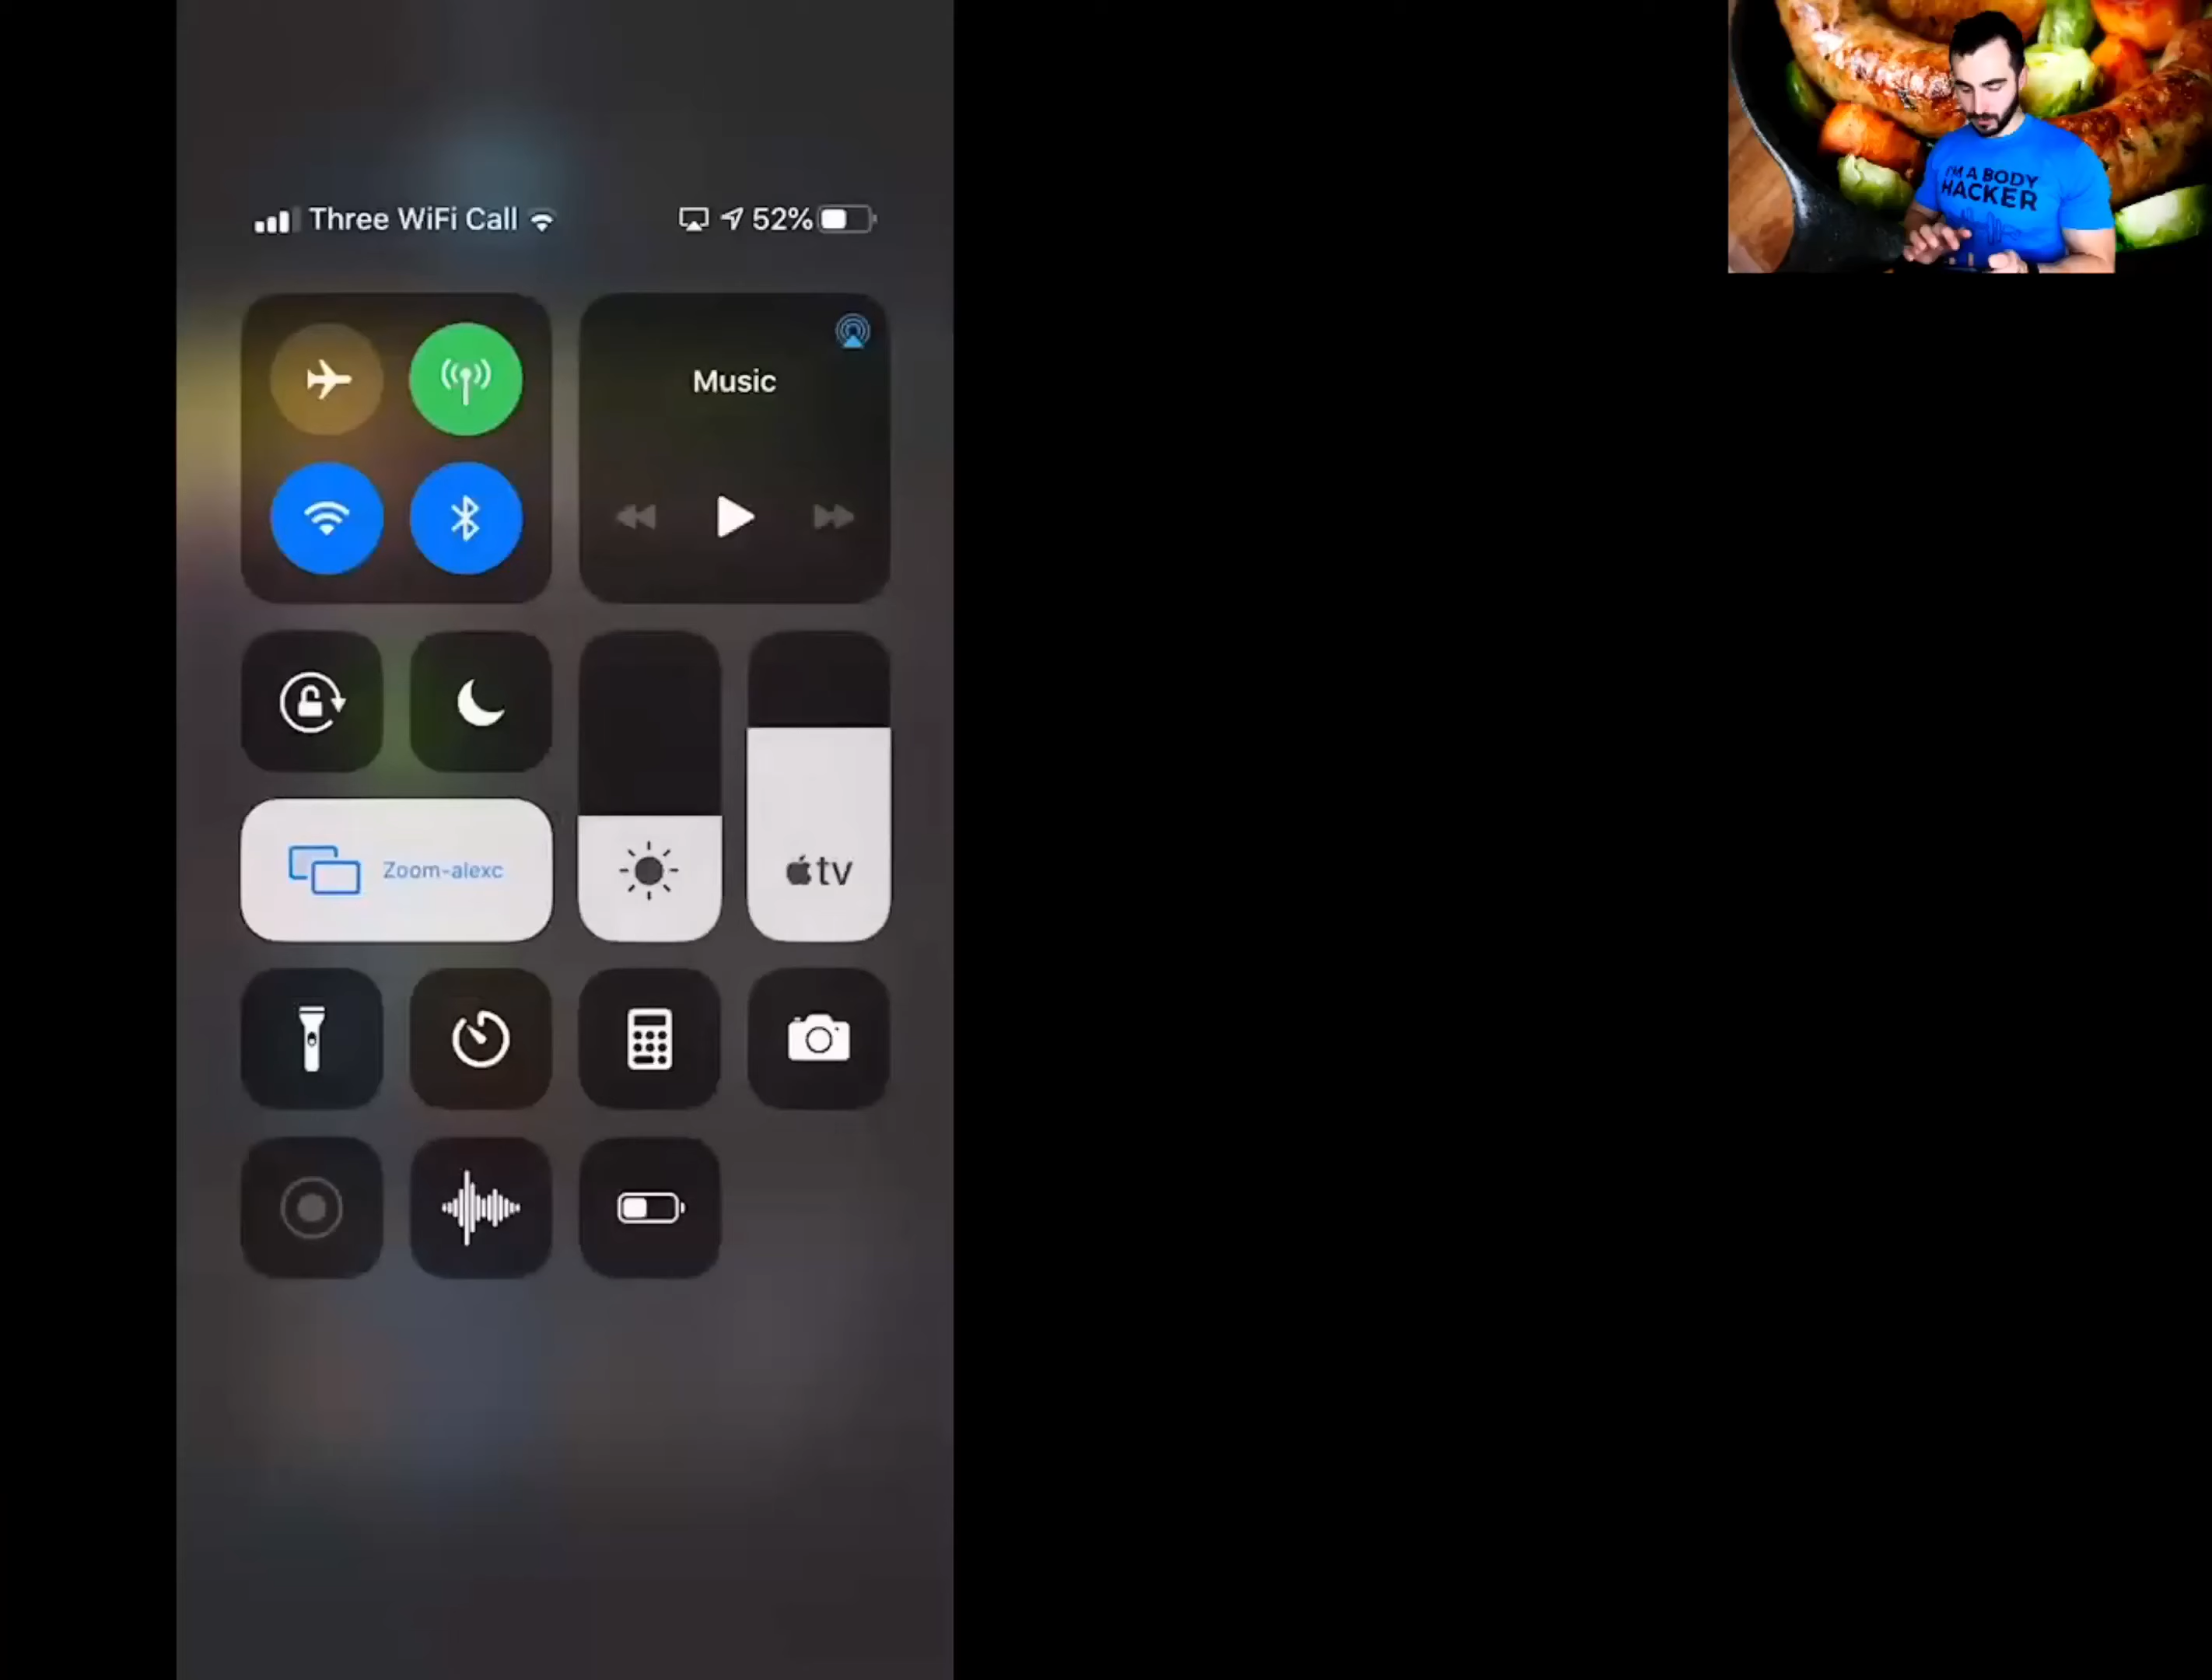 Three WiFi Call
52%
Music
Zoom-alexc
tv
I'M A BODY
HACKER